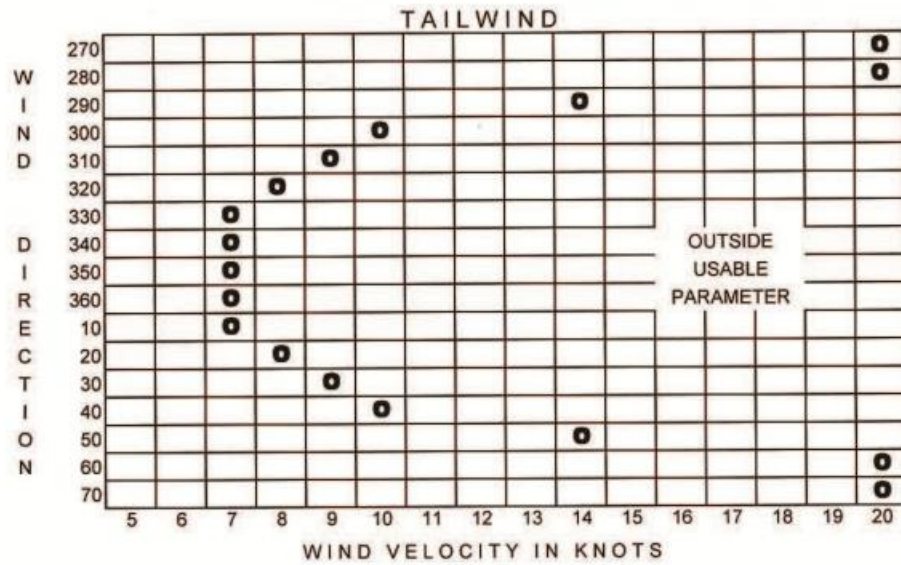 TAILWIND
WIND DIRECTION
270 O
280 O
290 O
300 O
310 O
320 O
330 O
340 O
350 O
360 O
10 O
20 O
30 O
40 O
50 O
60 O
70 O
OUTSIDE
USABLE
PARAMETER
5 6 7 8 9 10 11 12 13 14 15 16 17 18 19 20
WIND VELOCITY IN KNOTS